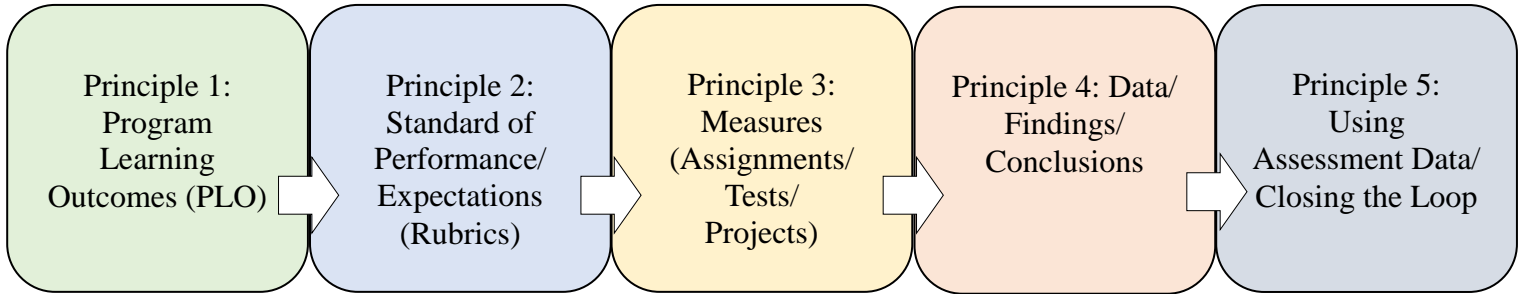 Principle 1:
Program
Learning
Outcomes (PLO)
Principle 2:
Standard of
Performance/
Expectations
(Rubrics)
Principle 3:
Measures
(Assignments/
Tests/
Projects)
Principle 4: Data/
Findings/
Conclusions
Principle 5:
Using
Assessment Data/
Closing the Loop